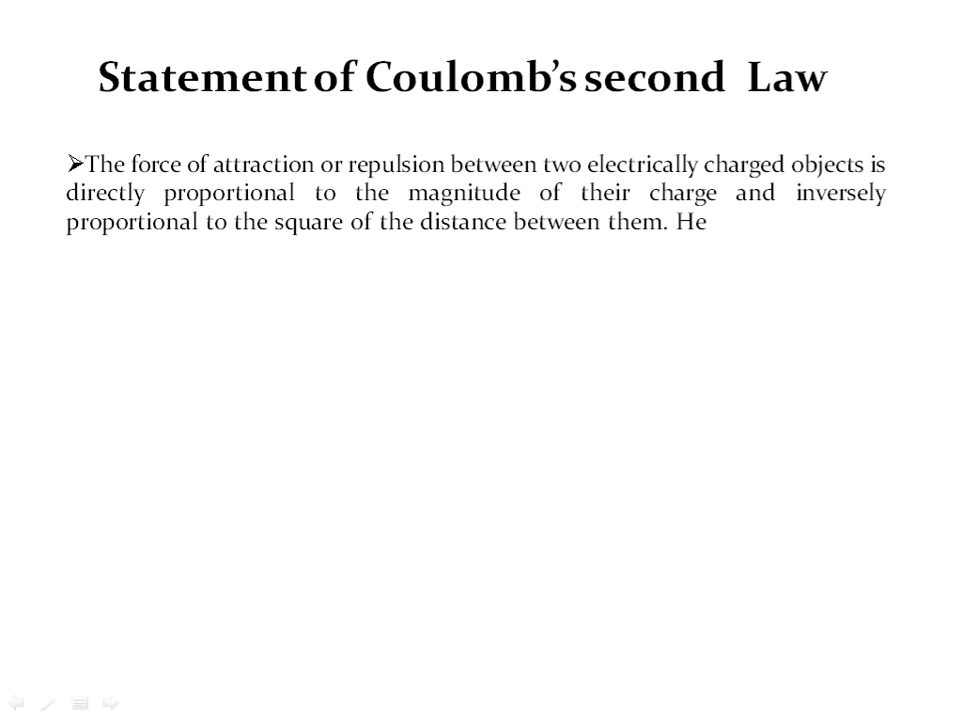 Statement of Coulomb’s second Law
➢The force of attraction or repulsion between two electrically charged objects is
directly proportional to the magnitude of their charge and inversely
proportional to the square of the distance between them. He